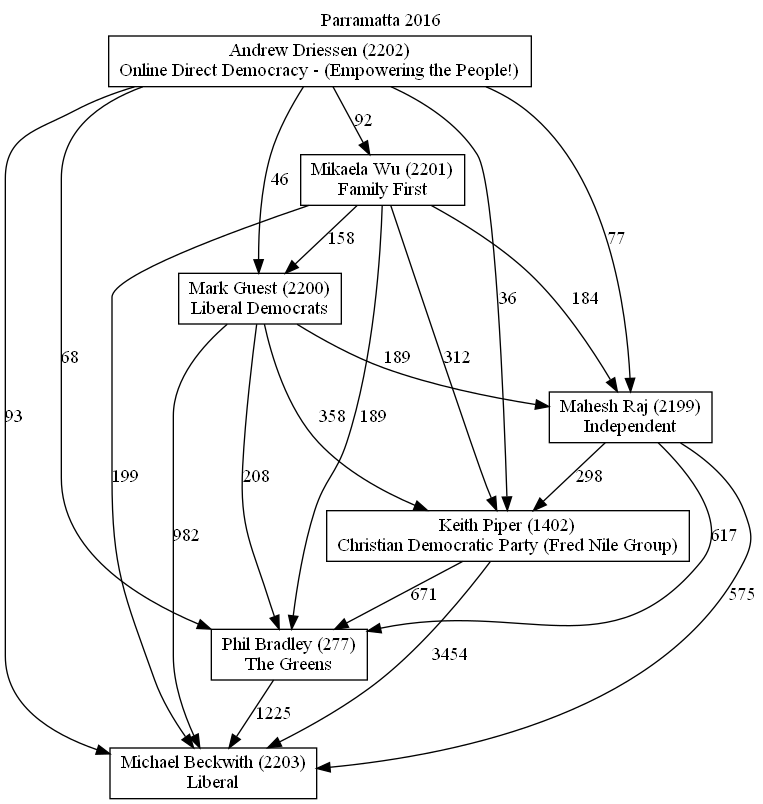 Parramatta 2016
Andrew Driessen (2202)
Online Direct Democracy - (Empowering the People!)
92
Mikaela Wu (2201)
Family First
46
158
77
Mark Guest (2200)
Liberal Democrats
36
184
68
189
312
93
358
189
Mahesh Raj (2199)
Independent
199
208
298
982
Keith Piper (1402)
Christian Democratic Party (Fred Nile Group)
617
671
575
Phil Bradley (277)
The Greens
3454
1225
Michael Beckwith (2203)
Liberal